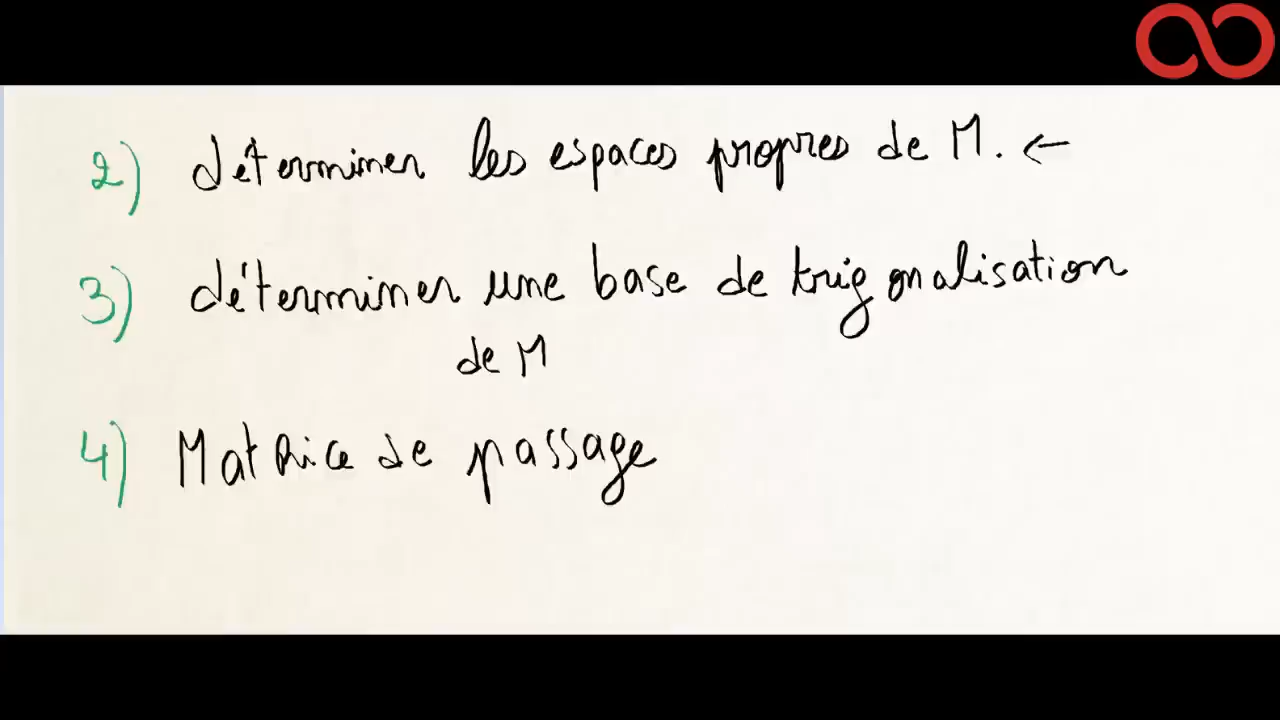 2) déterminer les espaces propres de M. ←
3) déterminer une base de trigonalisation
de M
4) Matrice de passage